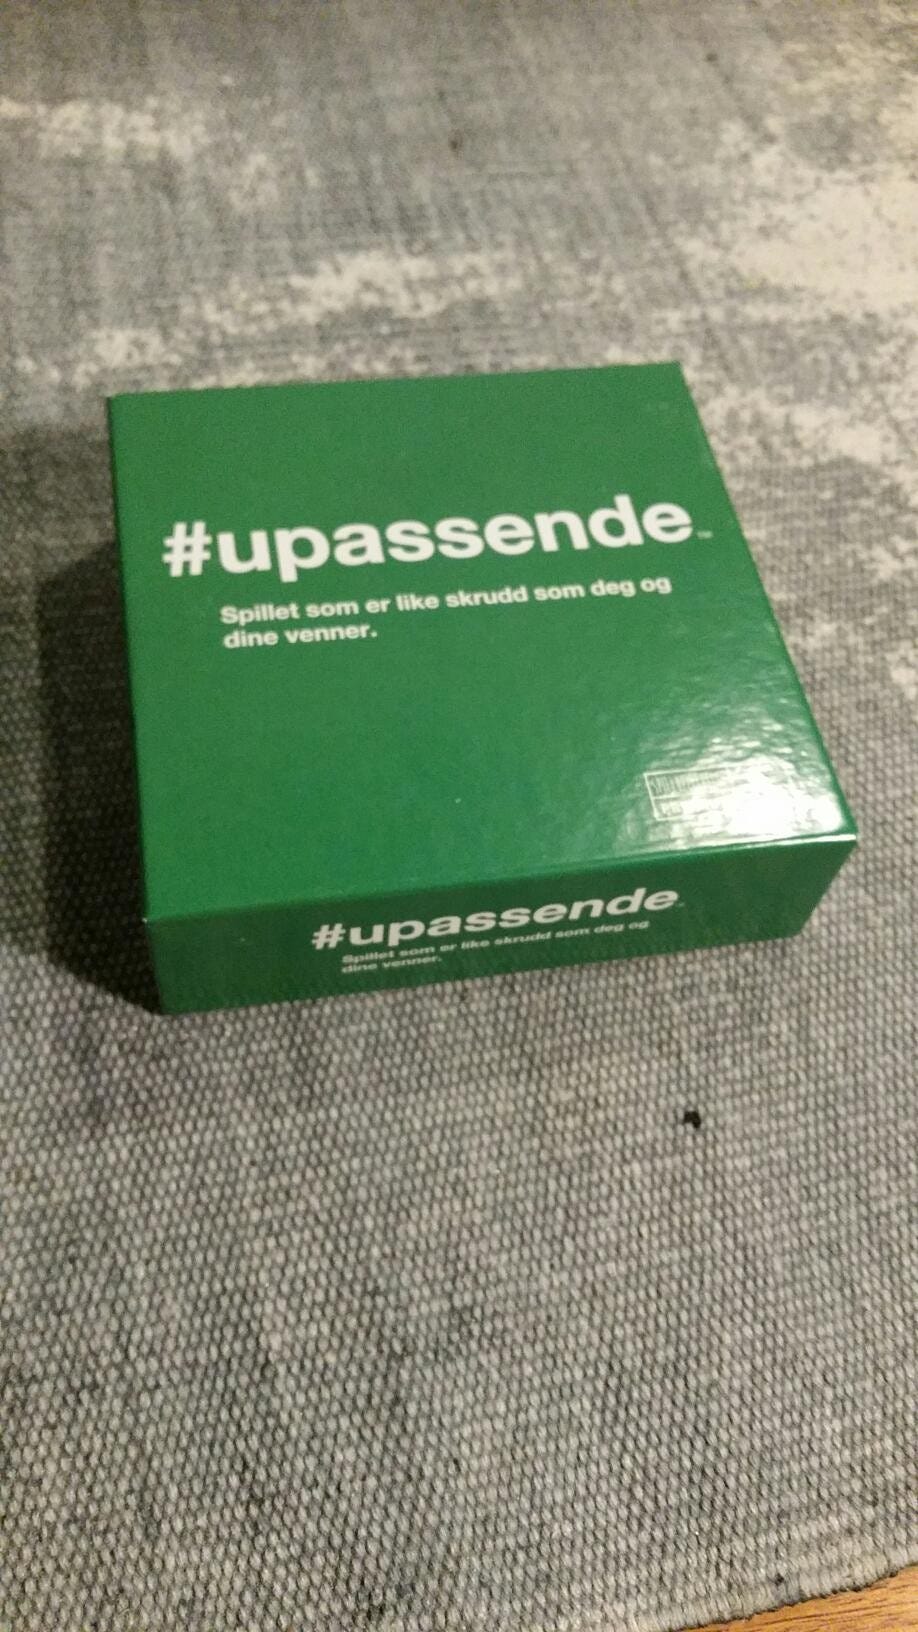 #upassende™
Spillet som er like skrudd som deg og
dine venner.
#upassende
Spillet som er like skrudd som deg og
dine venner.